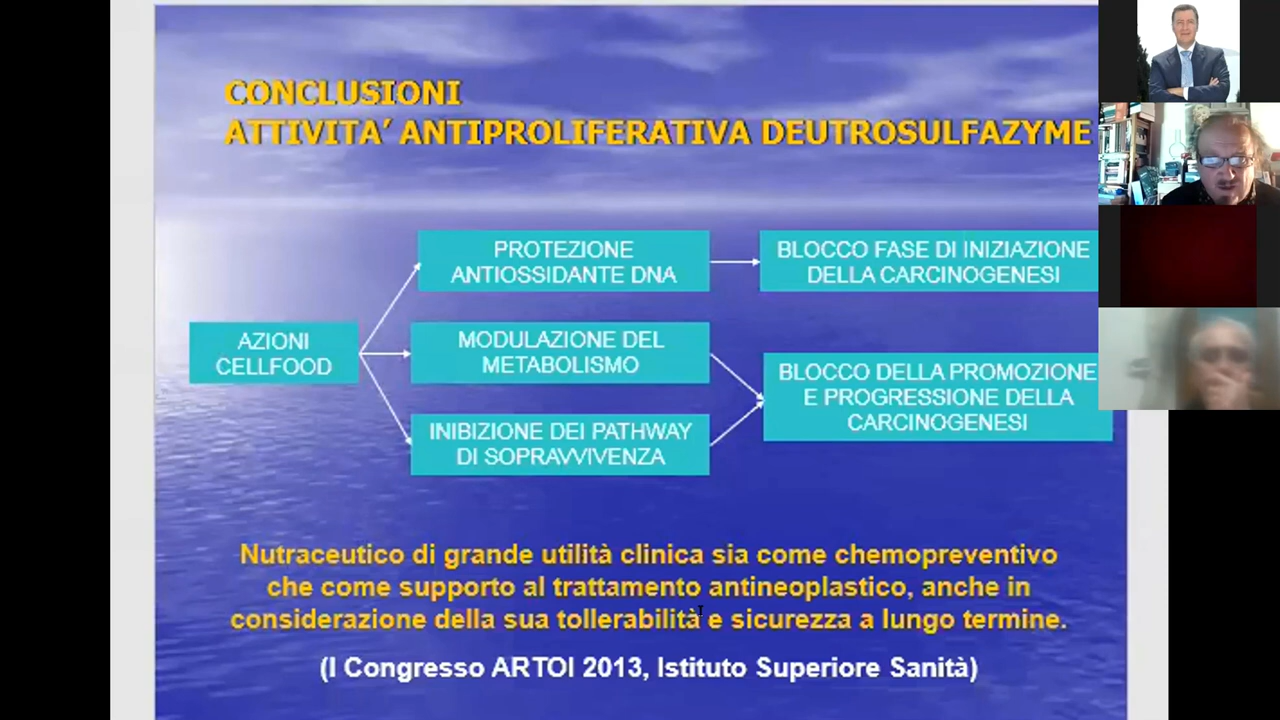 CONCLUSIONI
ATTIVITA' ANTIPROLIFERATIVA DEUTROSULFAZYME
AZIONI
CELLFOOD
PROTEZIONE
ANTIOSSIDANTE DNA
BLOCCO FASE DI INIZIAZIONE
DELLA CARCINOGENESI
MODULAZIONE DEL
METABOLISMO
INIBIZIONE DEI PATHWAY
DI SOPRAVVIVENZA
BLOCCO DELLA PROMOZIONE
E PROGRESSIONE DELLA
CARCINOGENESI
Nutraceutico di grande utilità clinica sia come chemopreventivo
che come supporto al trattamento antineoplastico, anche in
considerazione della sua tollerabilità e sicurezza a lungo termine.
(I Congresso ARTOI 2013, Istituto Superiore Sanità)